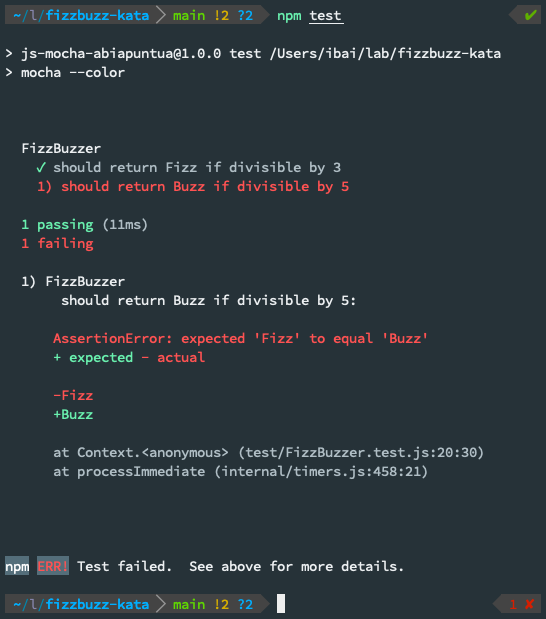 ~/l/fizzbuzz-kata > main !2 ?2 > npm test ✔
> js-mocha-abiapuntua@1.0.0 test /Users/ibai/lab/fizzbuzz-kata
> mocha --color
FizzBuzzer
✓ should return Fizz if divisible by 3
1) should return Buzz if divisible by 5
1 passing (11ms)
1 failing
1) FizzBuzzer
should return Buzz if divisible by 5:
AssertionError: expected 'Fizz' to equal 'Buzz'
+ expected - actual
-Fizz
+Buzz
at Context.<anonymous> (test/FizzBuzzer.test.js:20:30)
at processImmediate (internal/timers.js:458:21)
npm ERR! Test failed.  See above for more details.
~/l/fizzbuzz-kata > main !2 ?2 > 1 ✘